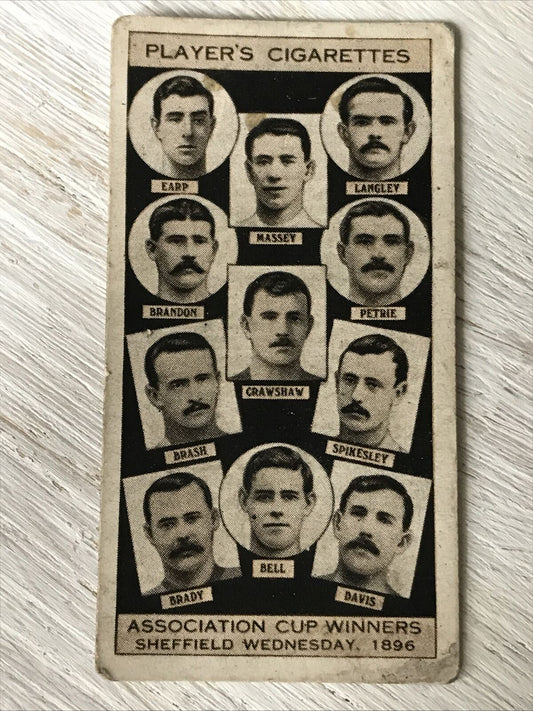 PLAYER'S CIGARETTES
EARP
LANGLEY
MASSEY
BRANDON
PETRIE
CRAWSHAW
BRASH
SPIKESLEY
BELL
BRADY
DAVIS
ASSOCIATION CUP WINNERS
SHEFFIELD WEDNESDAY, 1896